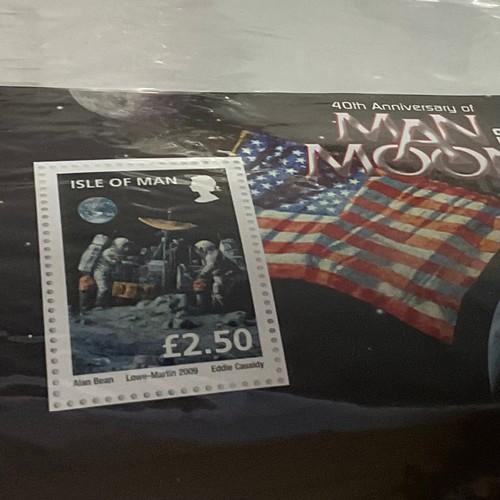 40th Anniversary of
MAN
MOON
ISLE OF MAN
£2.50
Alan Bean Lowe-Martin 2009 Eddie Cassidy